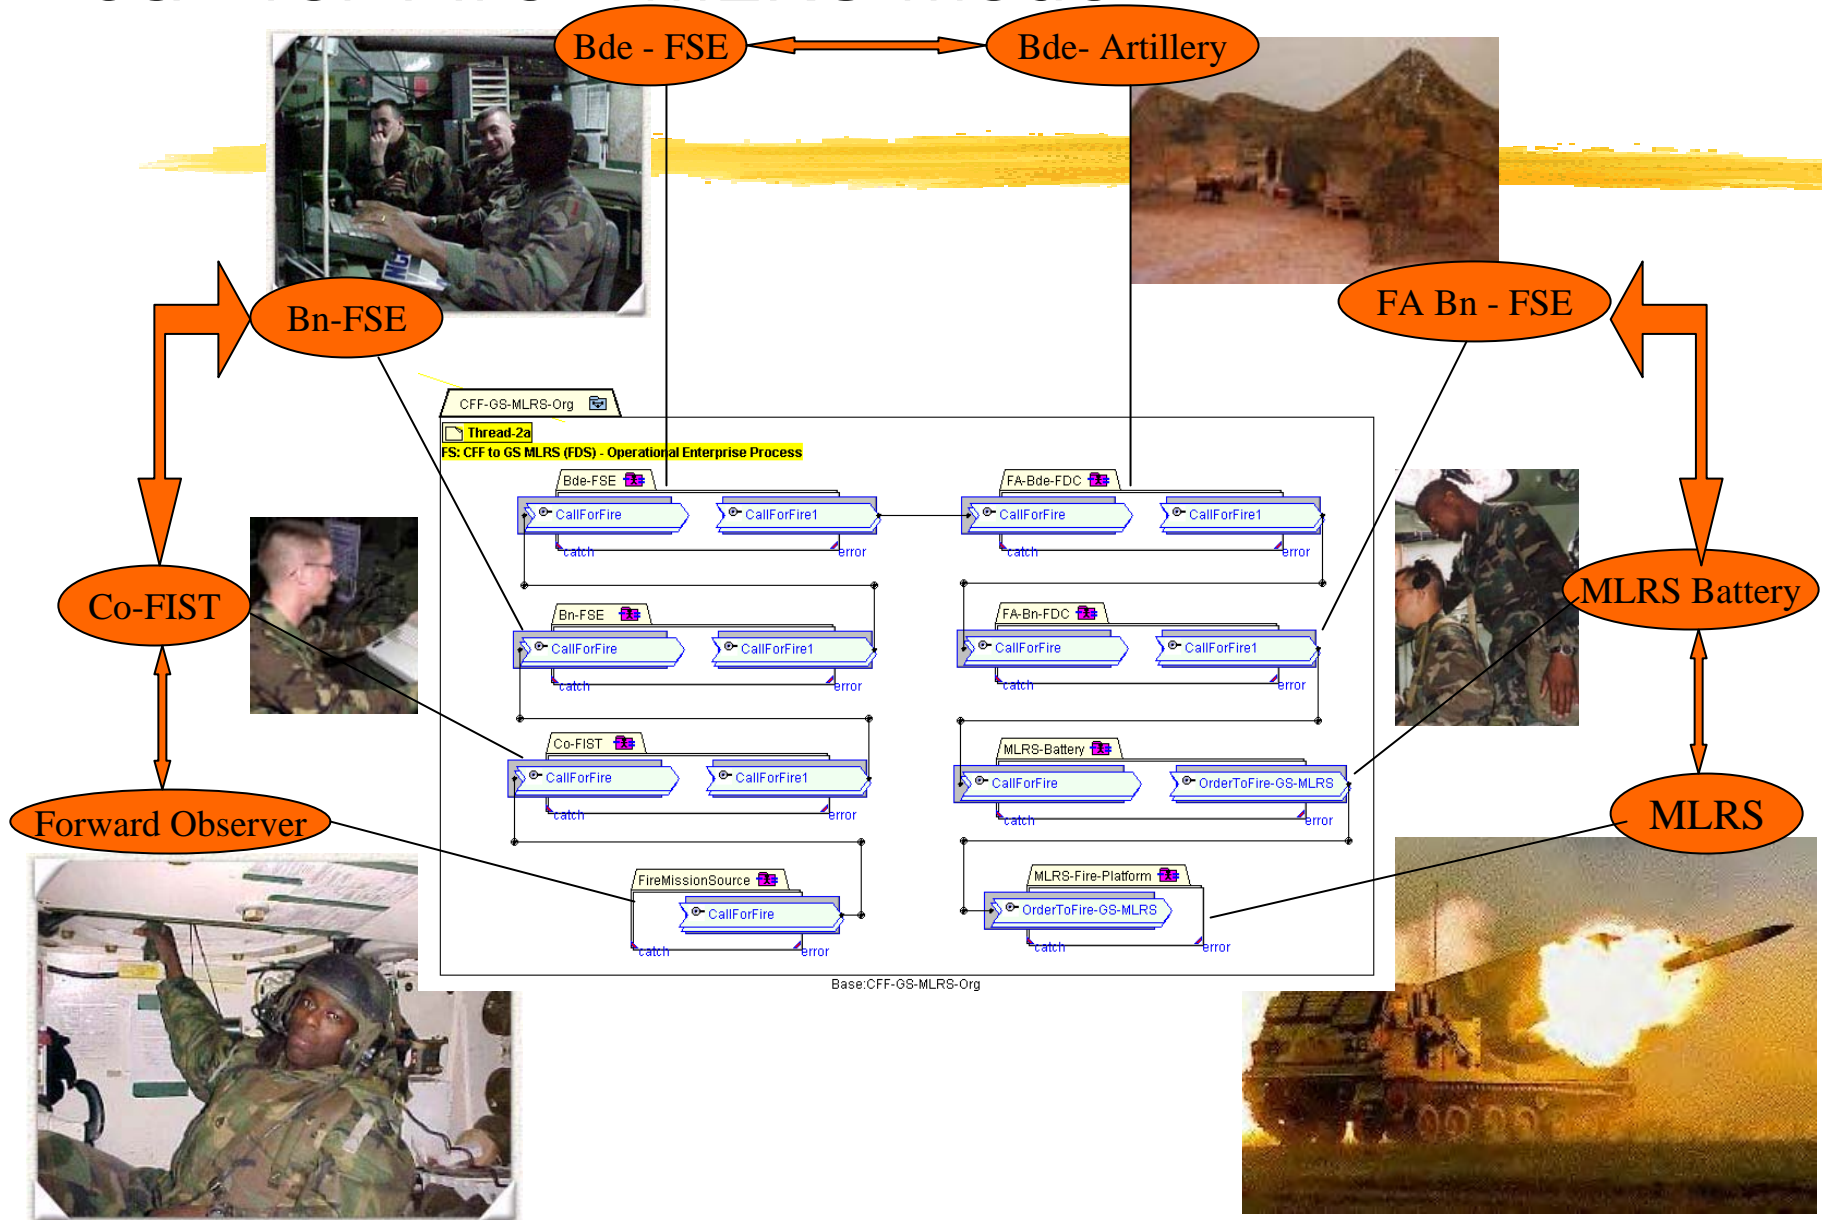 Bde - FSE
Bde- Artillery
Bn-FSE
FA Bn - FSE
CFF-GS-MLRS-Org
Thread-2a
FS: CFF to GS MLRS (FDS) - Operational Enterprise Process
Bde-FSE
FA-Bde-FDC
CallForFire
CallForFire1
CallForFire
CallForFire1
catch
error
catch
error
Co-FIST
MLRS Battery
Bn-FSE
FA-Bn-FDC
CallForFire
CallForFire1
CallForFire
CallForFire1
catch
error
catch
error
Co-FIST
MLRS-Battery
CallForFire
CallForFire1
CallForFire
OrderToFire-GS-MLRS
catch
error
catch
error
Forward Observer
MLRS
FireMissionSource
MLRS-Fire-Platform
CallForFire
OrderToFire-GS-MLRS
catch
error
catch
error
Base:CFF-GS-MLRS-Org